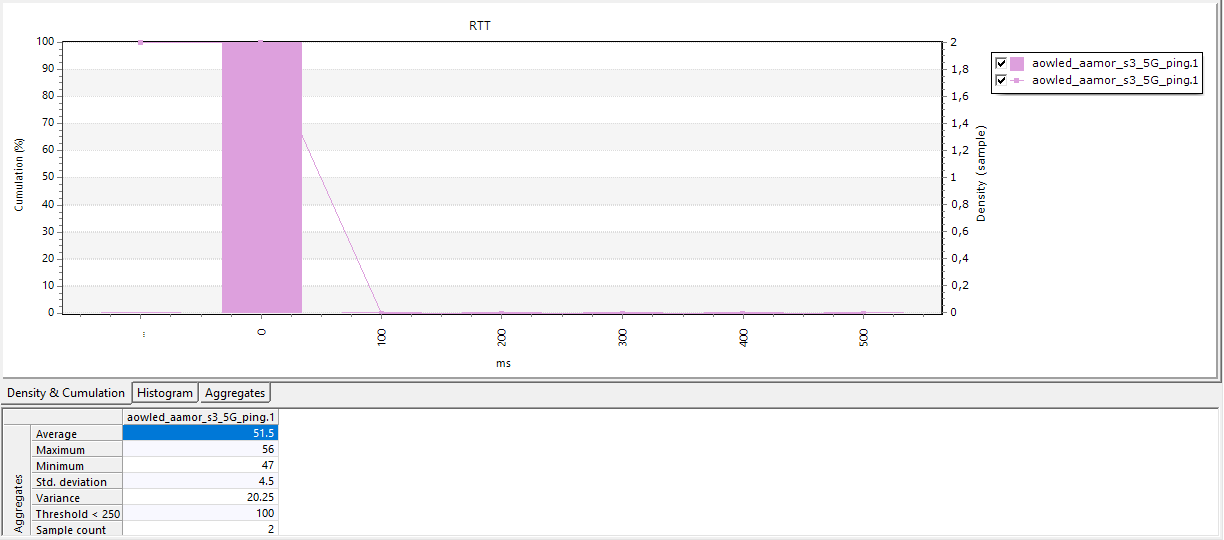 RTT
100
90
80
70
60
50
40
30
20
10
0
Cumulation (%)
2
1,8
1,6
1,4
1,2
1
0,8
0,6
0,4
0,2
0
Density (sample)
...
0
100
200
300
400
500
ms
aowled_aamor_s3_5G_ping.1
aowled_aamor_s3_5G_ping.1
Density & Cumulation Histogram Aggregates
aowled_aamor_s3_5G_ping.1
Aggregates
Average 51.5
Maximum 56
Minimum 47
Std. deviation 4.5
Variance 20.25
Threshold < 250 100
Sample count 2